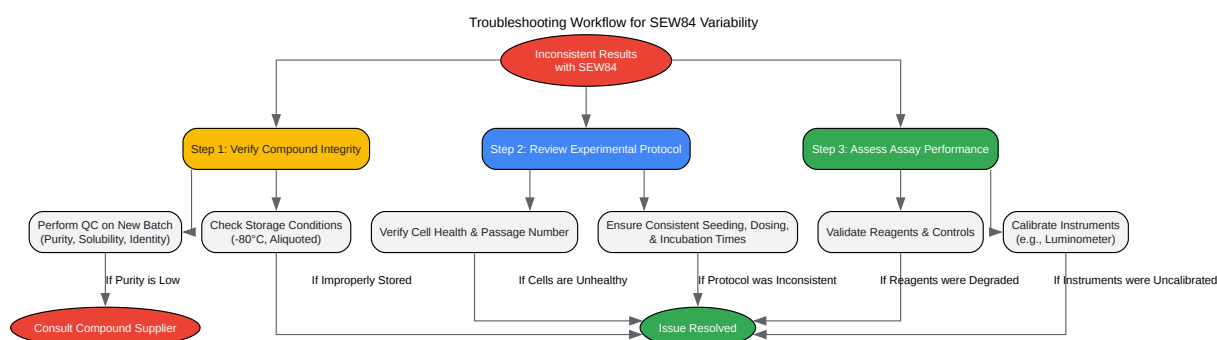 Troubleshooting Workflow for SEW84 Variability
Inconsistent Results
with SEW84
Step 1: Verify Compound Integrity
Step 2: Review Experimental Protocol
Step 3: Assess Assay Performance
Perform QC on New Batch
(Purity, Solubility, Identity)
Check Storage Conditions
(-80°C, Aliquoted)
Verify Cell Health & Passage Number
Ensure Consistent Seeding, Dosing,
& Incubation Times
Validate Reagents & Controls
Calibrate Instruments
(e.g., Luminometer)
If Purity is Low
If Improperly Stored
If Cells are Unhealthy
If Protocol was Inconsistent
If Reagents were Degraded
If Instruments were Uncalibrated
Consult Compound Supplier
Issue Resolved